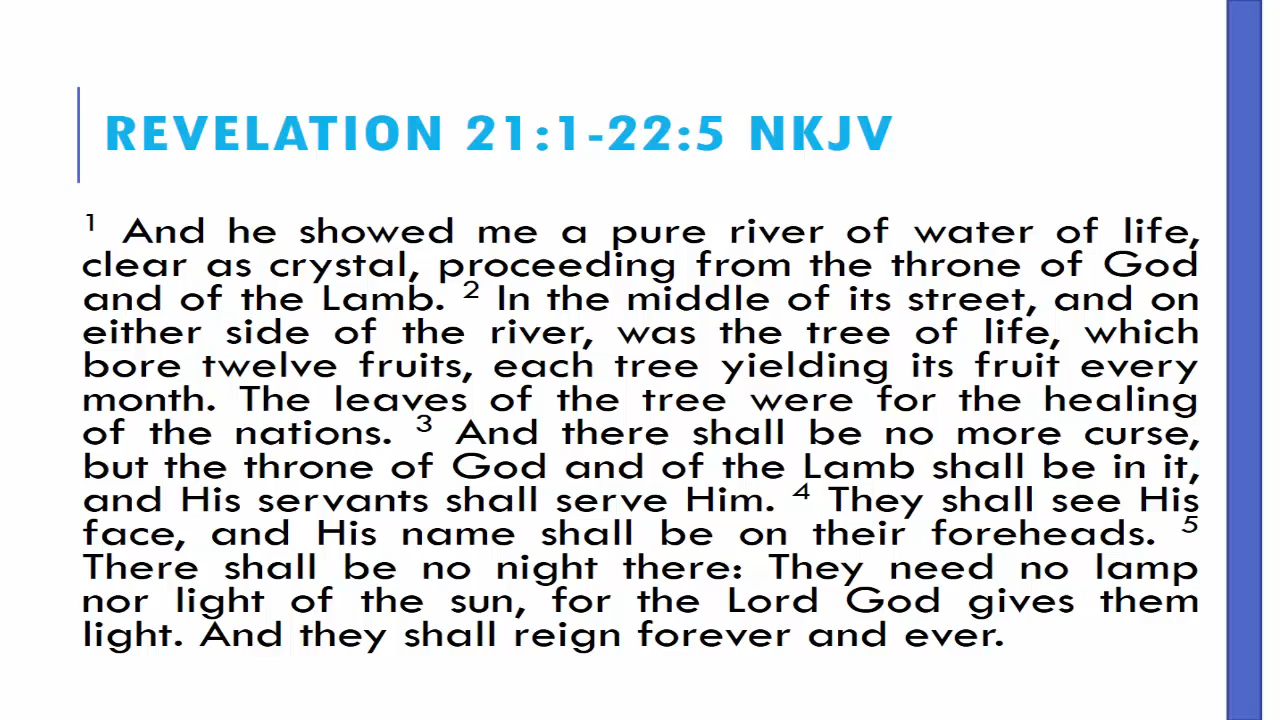 REVELATION 21:1-22:5 NKJV
¹ And he showed me a pure river of water of life,
clear as crystal, proceeding from the throne of God
and of the Lamb. ² In the middle of its street, and on
either side of the river, was the tree of life, which
bore twelve fruits, each tree yielding its fruit every
month. The leaves of the tree were for the healing
of the nations. ³ And there shall be no more curse,
but the throne of God and of the Lamb shall be in it,
and His servants shall serve Him. ⁴ They shall see His
face, and His name shall be on their foreheads. ⁵
There shall be no night there: They need no lamp
nor light of the sun, for the Lord God gives them
light. And they shall reign forever and ever.